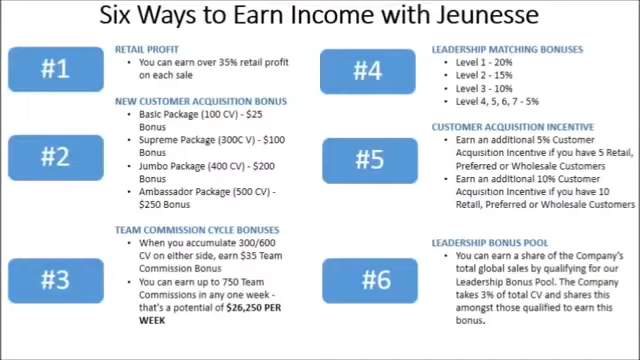 Six Ways to Earn Income with Jeunesse
#1
RETAIL PROFIT
• You can earn over 35% retail profit
on each sale
#2
NEW CUSTOMER ACQUISITION BONUS
• Basic Package (100 CV) - $25
Bonus
• Supreme Package (300C V) - $100
Bonus
• Jumbo Package (400 CV) - $200
Bonus
• Ambassador Package (500 CV) -
$250 Bonus
#3
TEAM COMMISSION CYCLE BONUSES
• When you accumulate 300/600
CV on either side, earn $35 Team
Commission Bonus
• You can earn up to 750 Team
Commissions in any one week -
that's a potential of $26,250 PER
WEEK
#4
LEADERSHIP MATCHING BONUSES
• Level 1 - 20%
• Level 2 - 15%
• Level 3 - 10%
• Level 4, 5, 6, 7 - 5%
#5
CUSTOMER ACQUISITION INCENTIVE
• Earn an additional 5% Customer
Acquisition Incentive if you have 5 Retail,
Preferred or Wholesale Customers
• Earn an additional 10% Customer
Acquisition Incentive if you have 10
Retail, Preferred or Wholesale Customers
#6
LEADERSHIP BONUS POOL
• You can earn a share of the Company's
total global sales by qualifying for our
Leadership Bonus Pool. The Company
takes 3% of total CV and shares this
amongst those qualified to earn this
bonus.